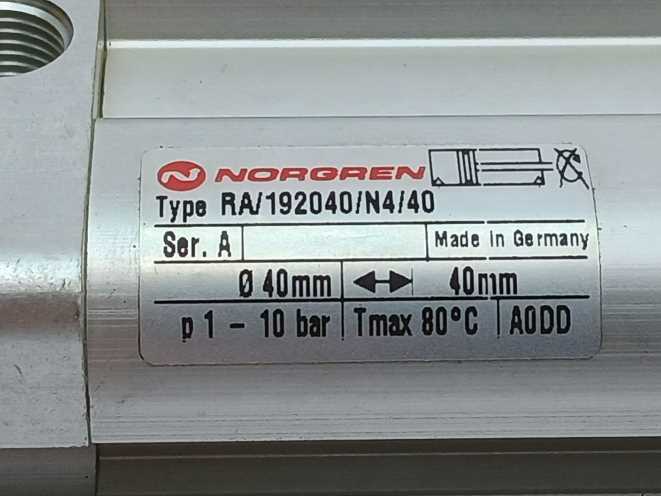 NORGREN
Type RA/192040/N4/40
Ser. A Made in Germany
Ø 40mm 40mm
p 1 - 10 bar Tmax 80°C A0DD